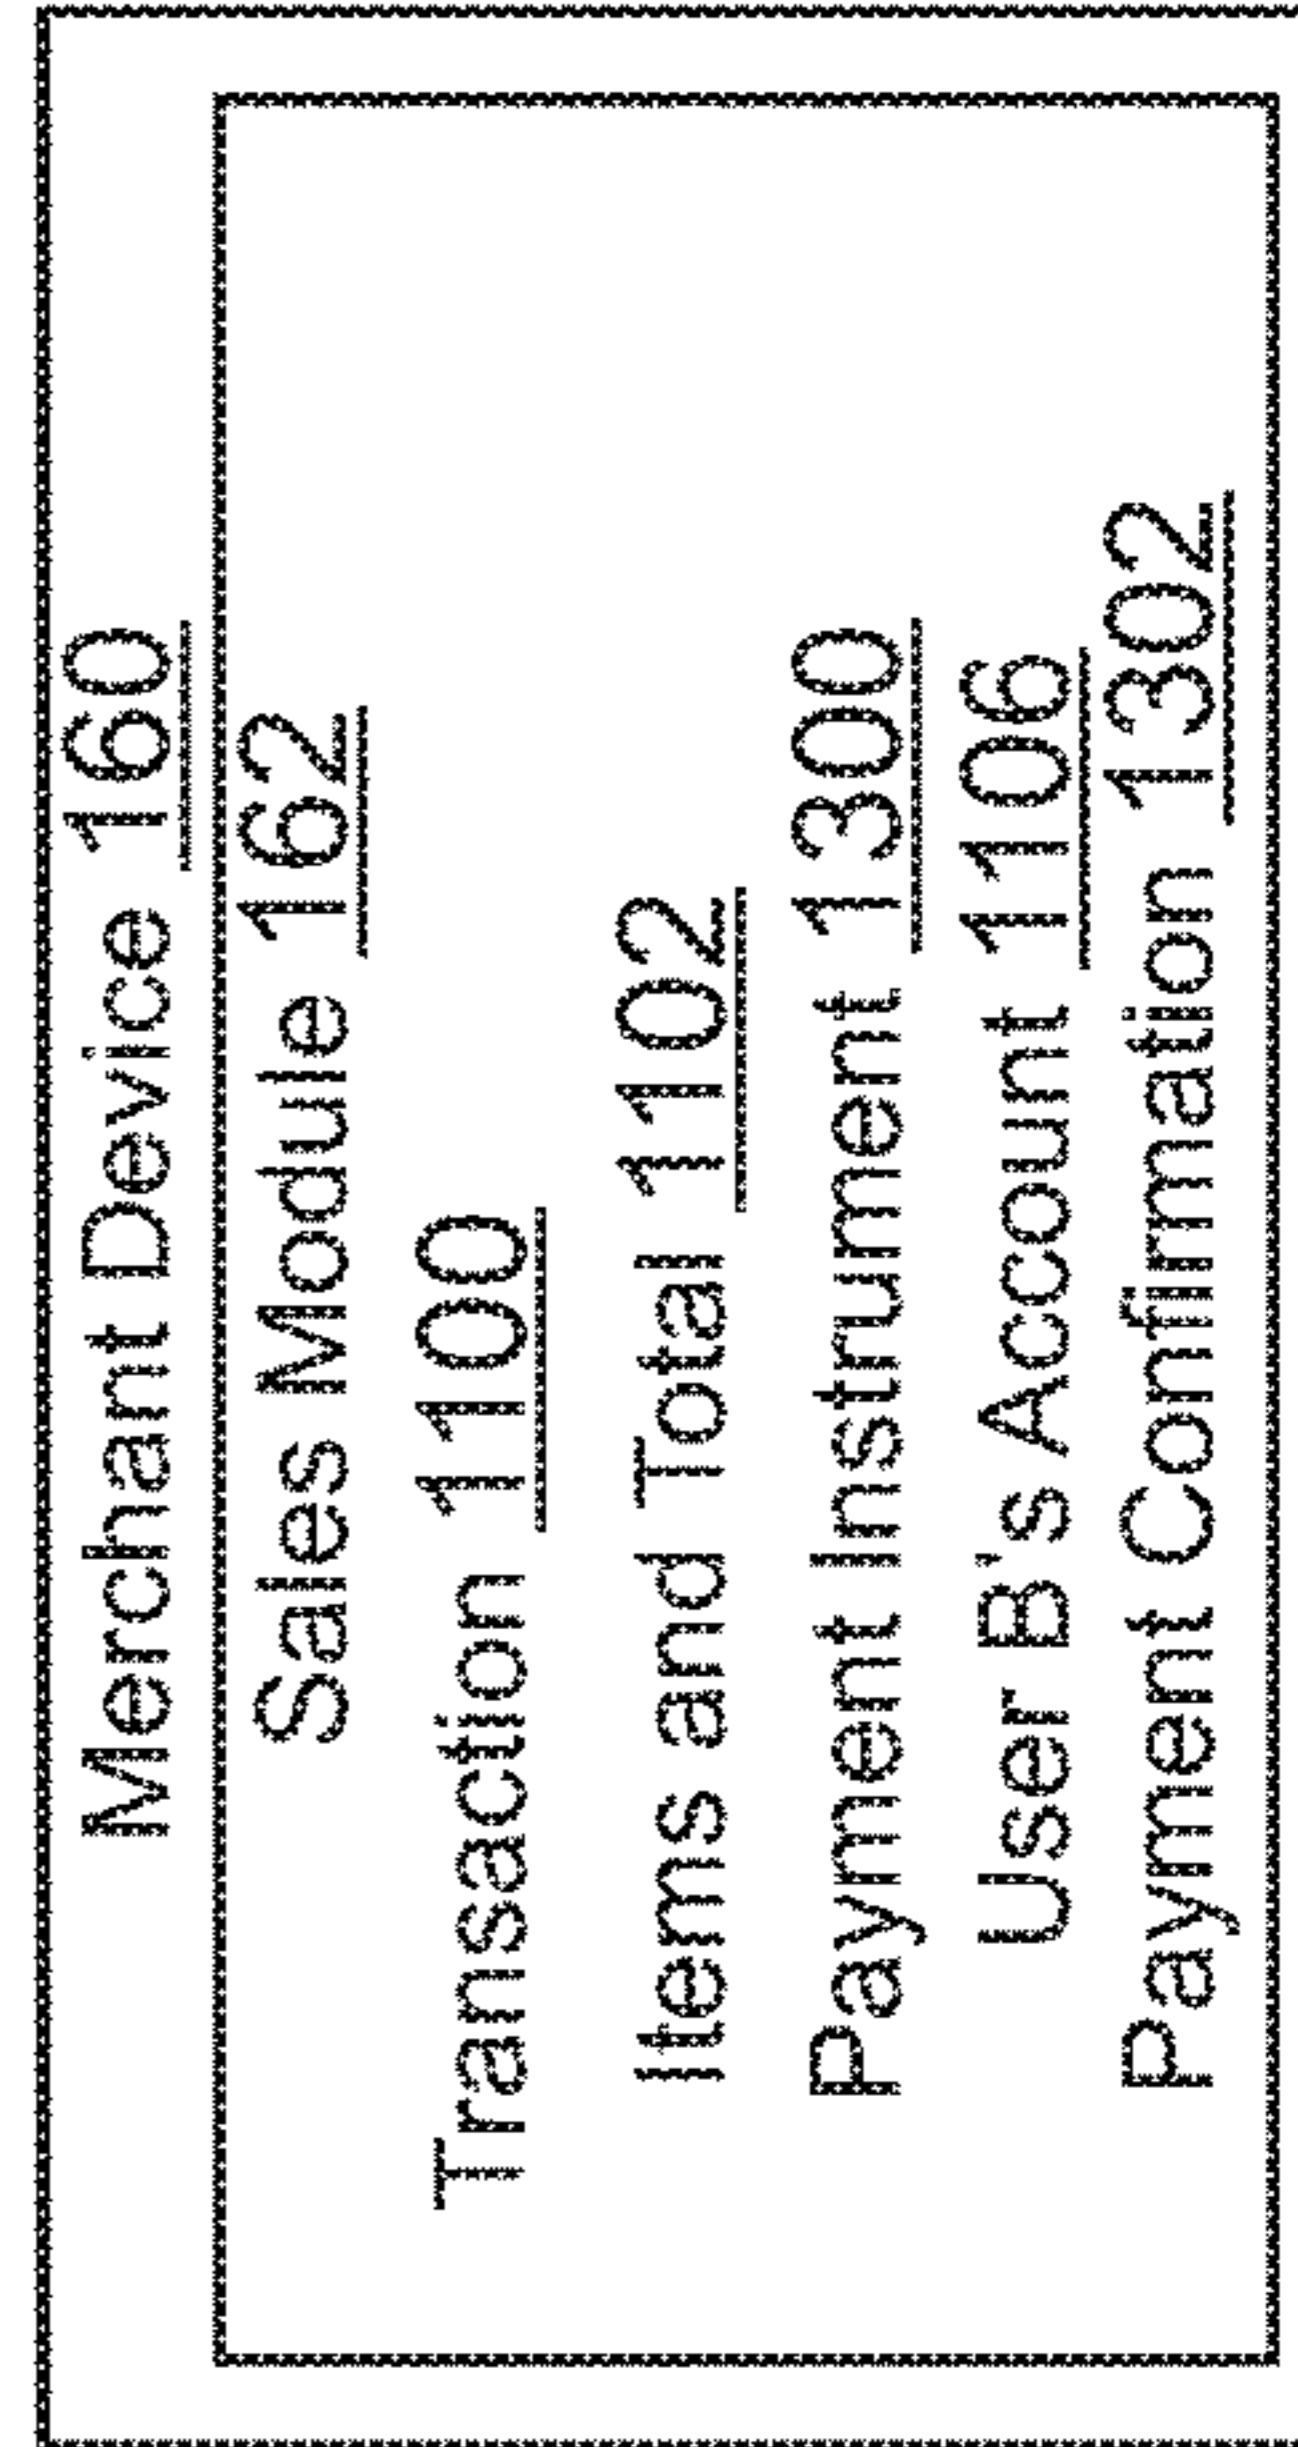 Merchant Device 160
Sales Module 162
Transaction 1100
Items and Total 1102
Payment Instrument 1300
User B's Account 1106
Payment Confirmation 1302